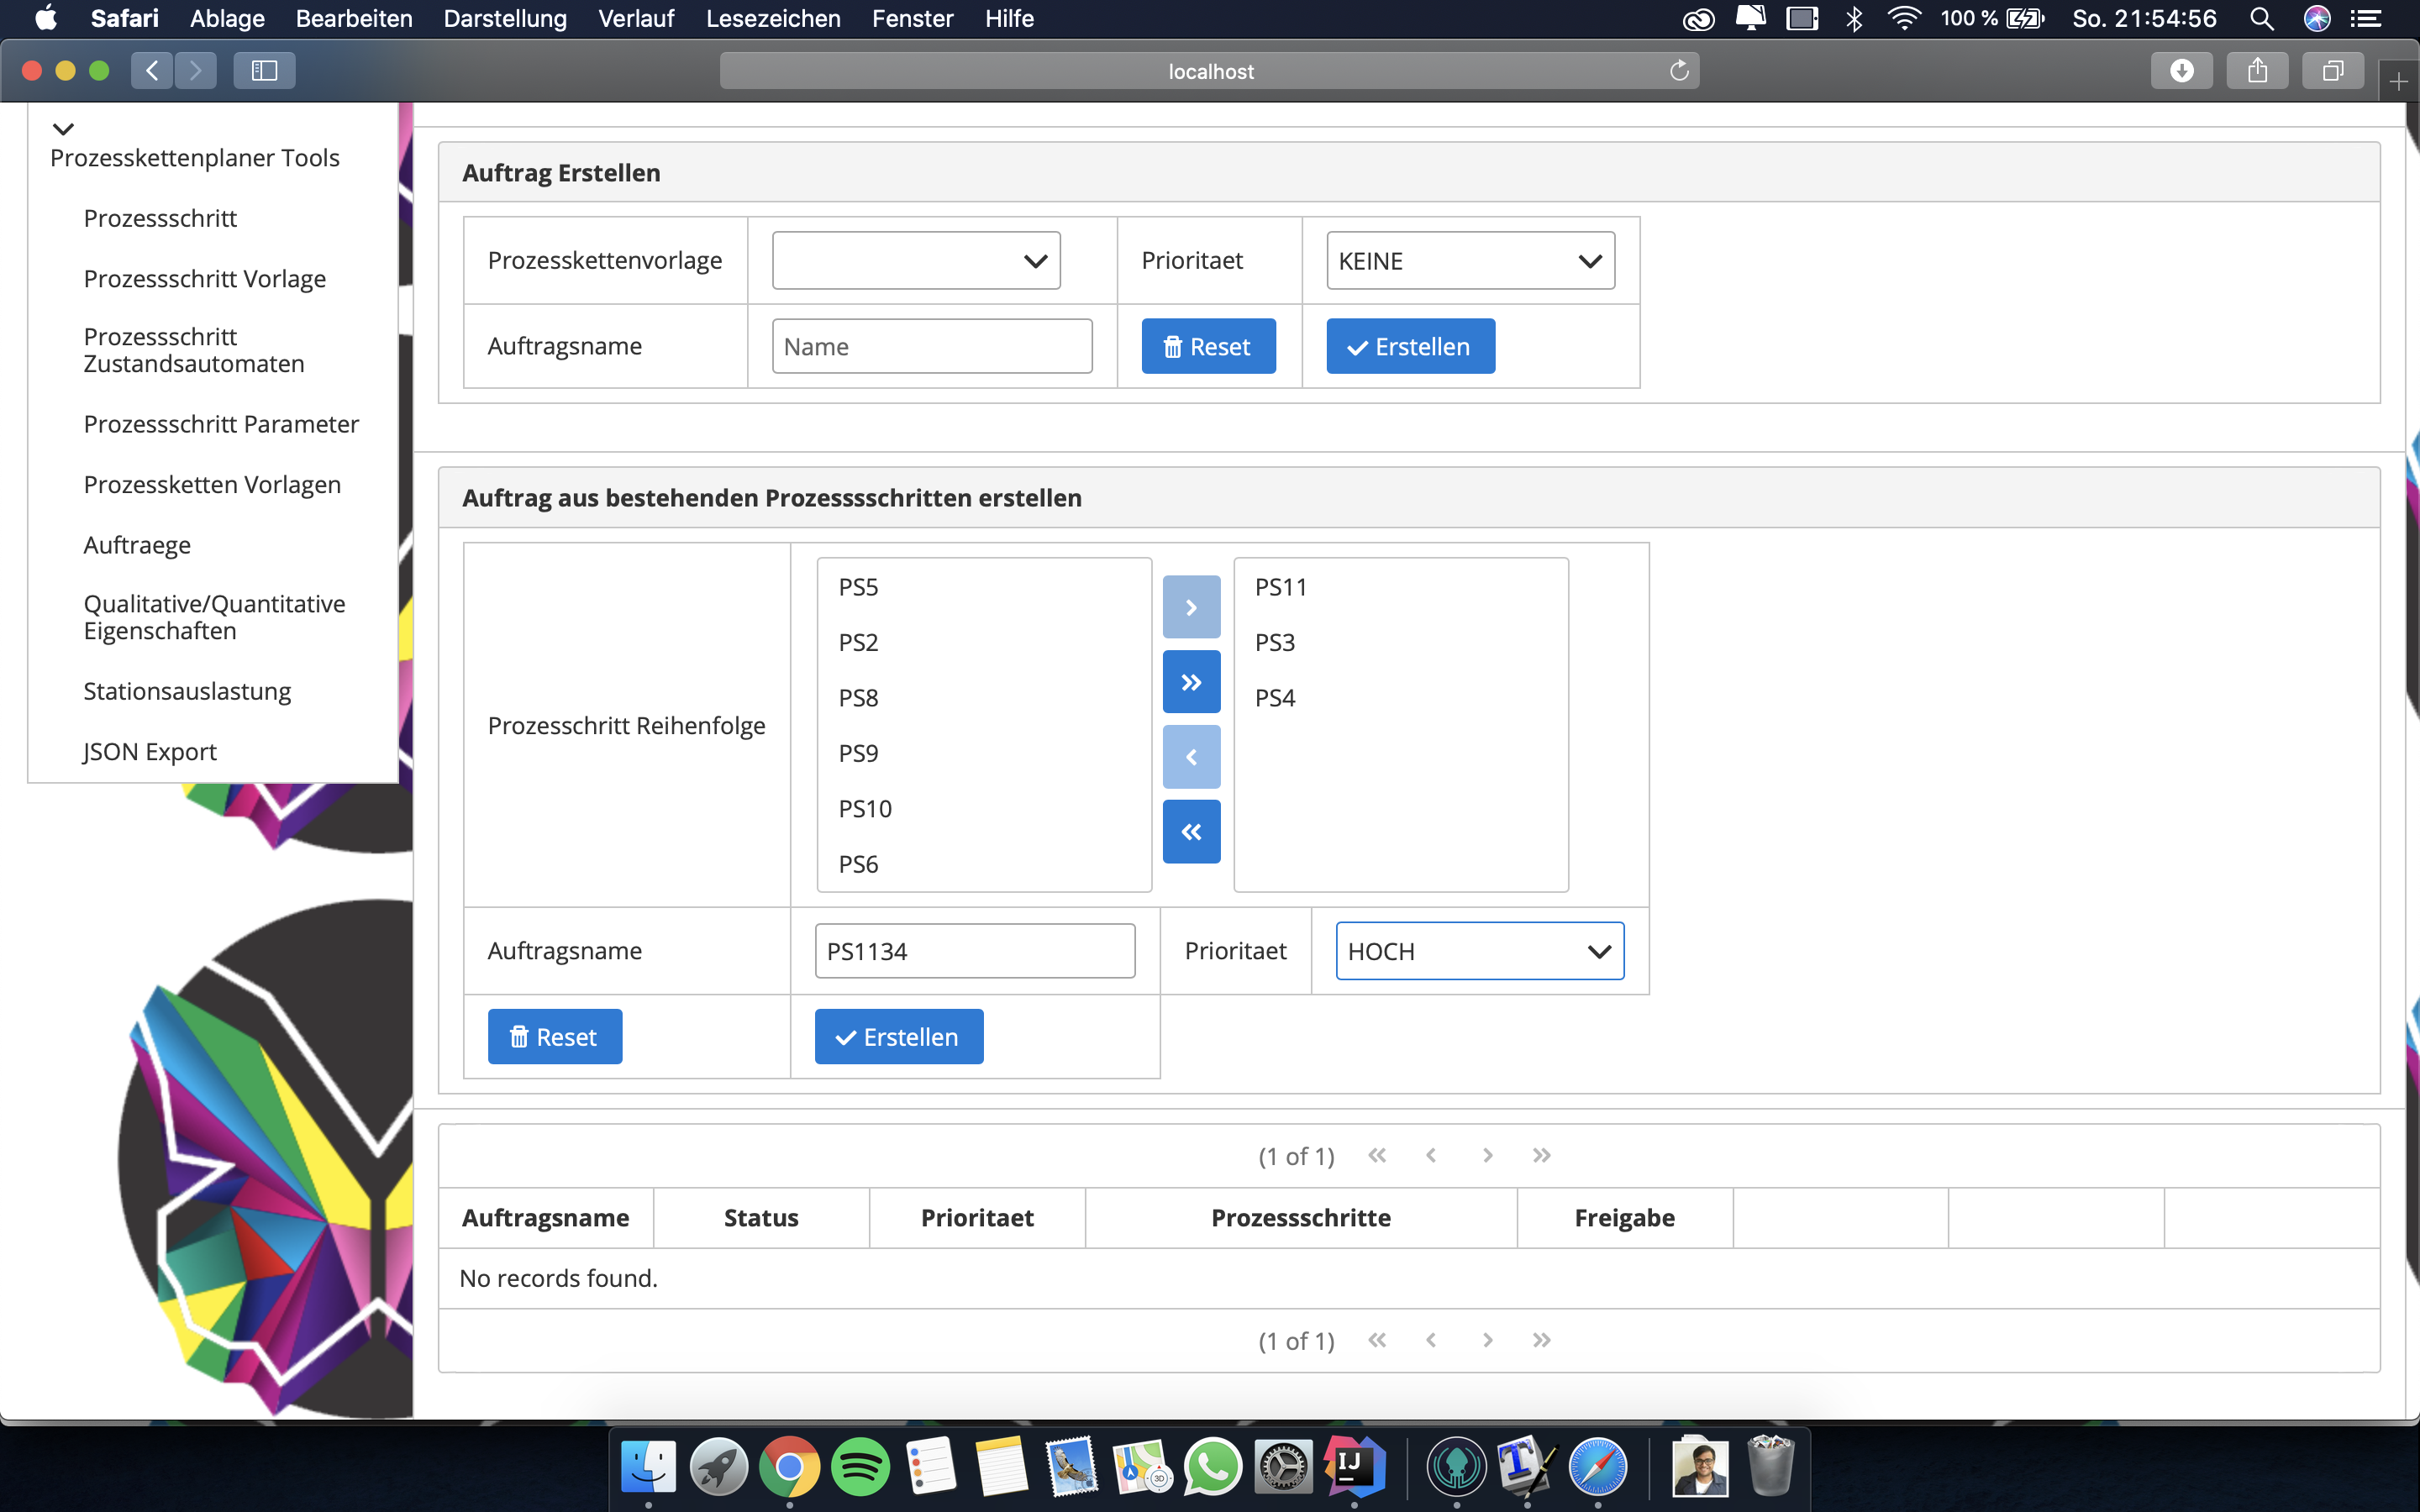 Safari Ablage Bearbeiten Darstellung Verlauf Lesezeichen Fenster Hilfe 100 % So. 21:54:56
localhost
Prozesskettenplaner Tools
Prozessschritt
Prozessschritt Vorlage
Prozessschritt
Zustandsautomaten
Prozessschritt Parameter
Prozessketten Vorlagen
Auftraege
Qualitative/Quantitative
Eigenschaften
Stationsauslastung
JSON Export
Auftrag Erstellen
Prozesskettenvorlage Prioritaet KEINE
Auftragsname Name Reset Erstellen
Auftrag aus bestehenden Prozesssschritten erstellen
Prozesschritt Reihenfolge
PS5
PS2
PS8
PS9
PS10
PS6
PS11
PS3
PS4
Auftragsname PS1134 Prioritaet HOCH
Reset Erstellen
(1 of 1)
Auftragsname Status Prioritaet Prozessschritte Freigabe
No records found.
(1 of 1)
3D
IJ
T